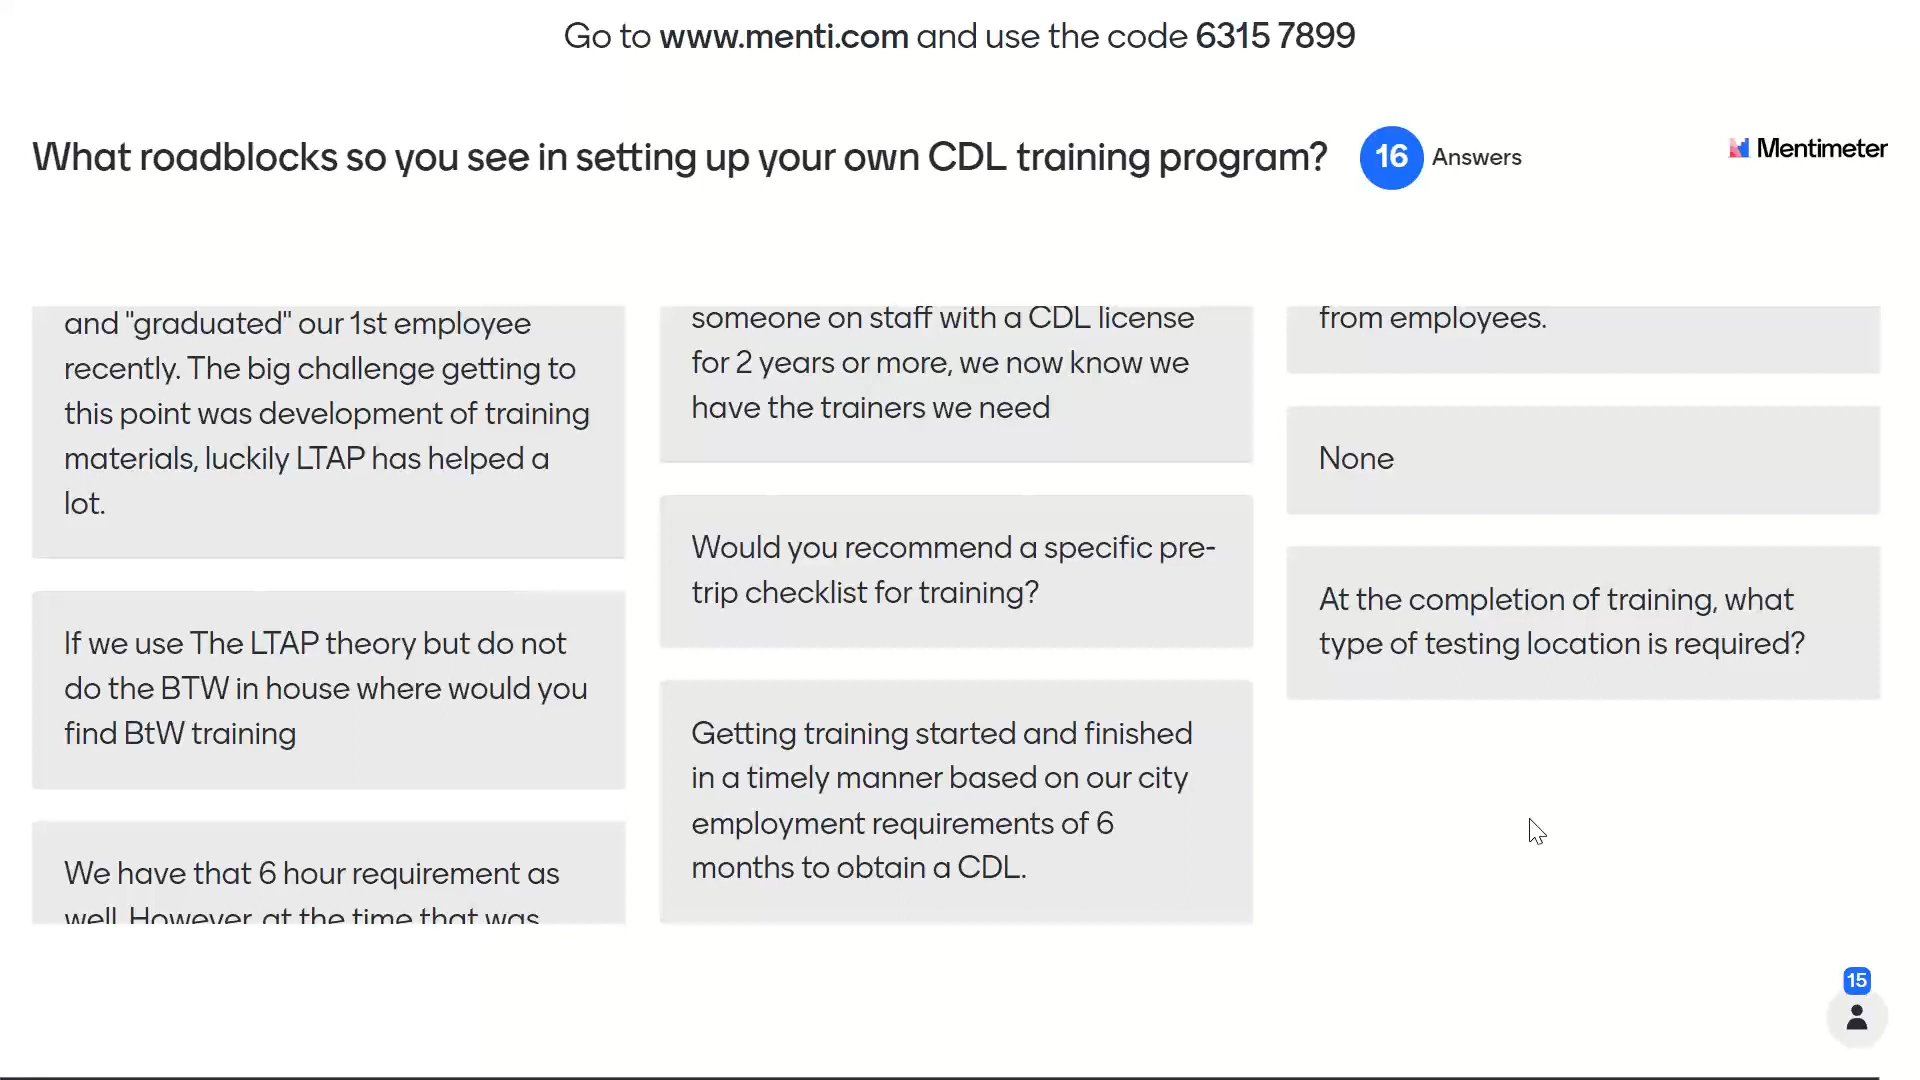 Go to www.menti.com and use the code 6315 7899
What roadblocks so you see in setting up your own CDL training program?
16 Answers
Mentimeter
and "graduated" our 1st employee
recently. The big challenge getting to
this point was development of training
materials, luckily LTAP has helped a
lot.
If we use The LTAP theory but do not
do the BTW in house where would you
find BtW training
We have that 6 hour requirement as
well. However, at the time that was
someone on staff with a CDL license
for 2 years or more, we now know we
have the trainers we need
Would you recommend a specific pre-
trip checklist for training?
Getting training started and finished
in a timely manner based on our city
employment requirements of 6
months to obtain a CDL.
from employees.
None
At the completion of training, what
type of testing location is required?
15